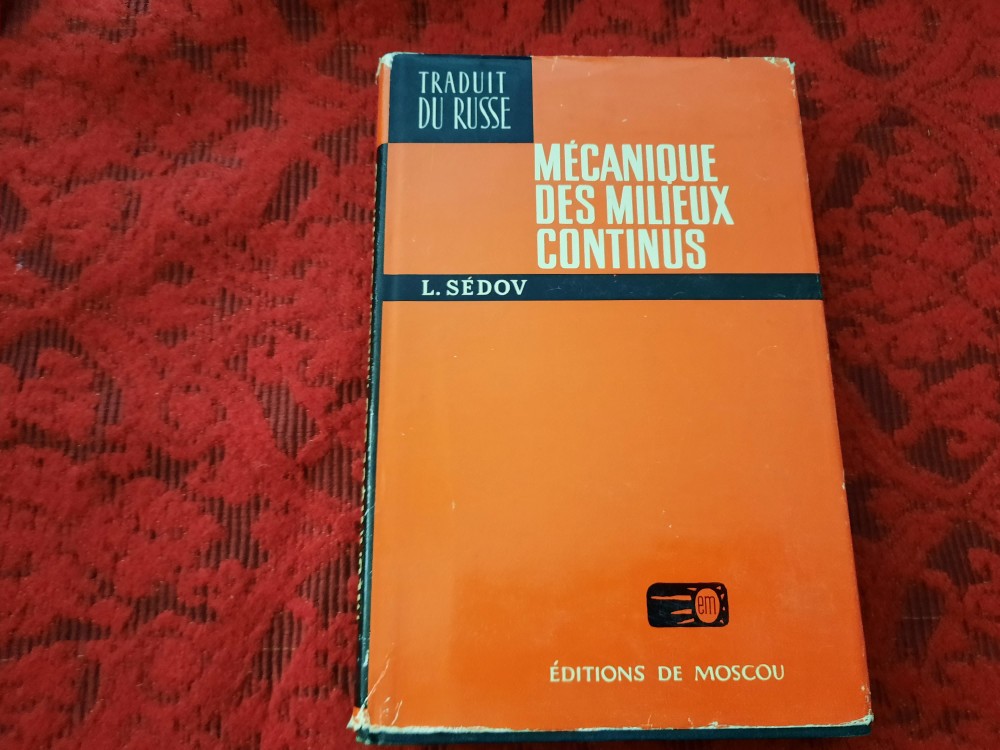 TRADUIT
DU RUSSE
MÉCANIQUE
DES MILIEUX
CONTINUS
L. SÉDOV
em
ÉDITIONS DE MOSCOU